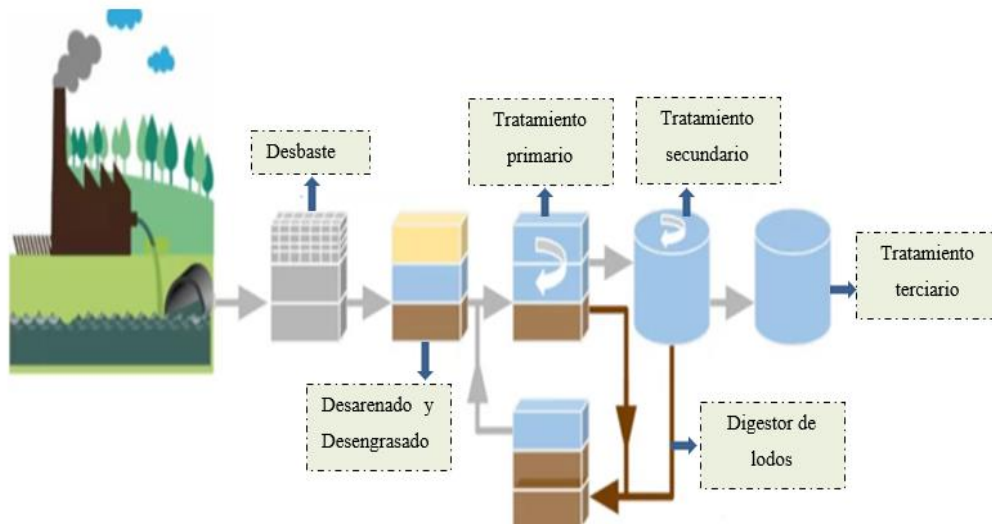 Desbaste
Tratamiento
primario
Tratamiento
secundario
Tratamiento
terciario
Desarenado y
Desengrasado
Digestor de
lodos